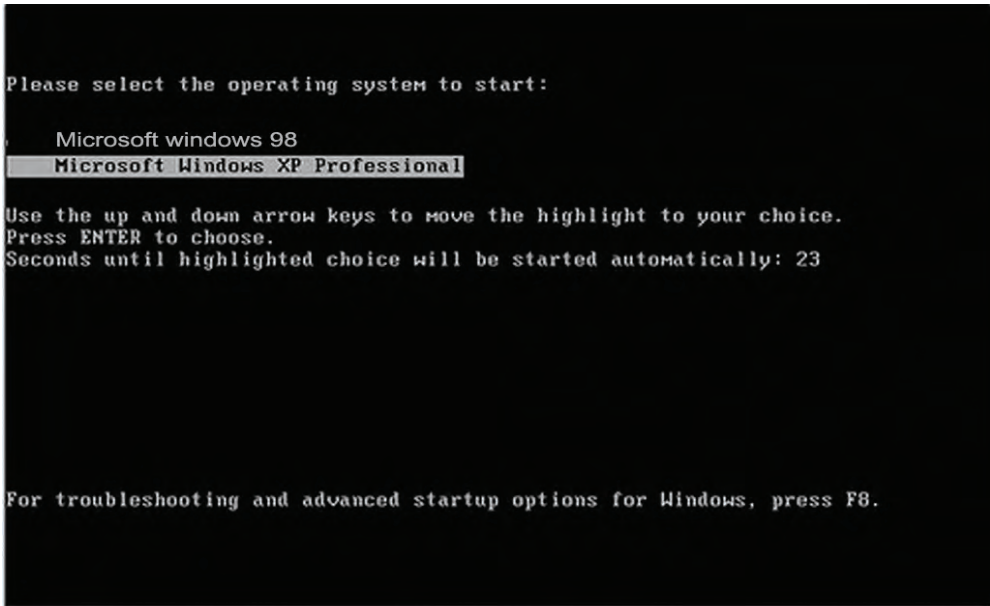 Please select the operating system to start:
Microsoft windows 98
Microsoft Windows XP Professional
Use the up and down arrow keys to move the highlight to your choice.
Press ENTER to choose.
Seconds until highlighted choice will be started automatically: 23
For troubleshooting and advanced startup options for Windows, press F8.